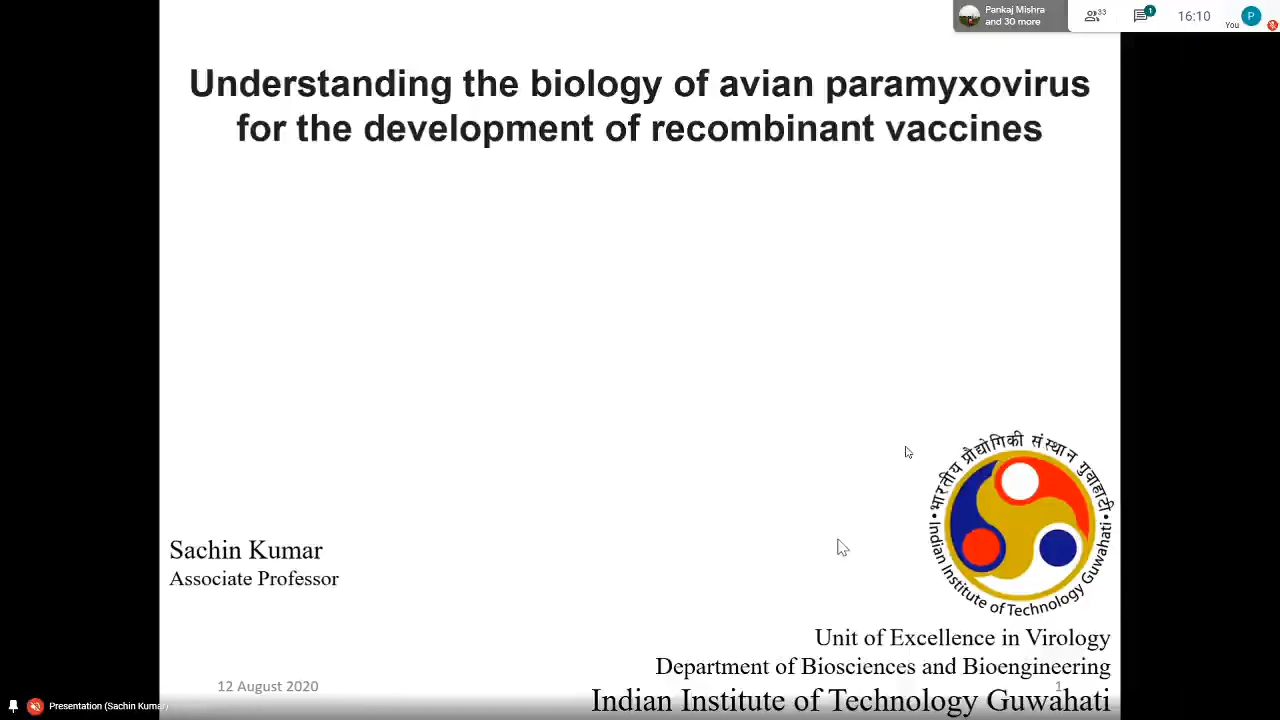 Pankaj Mishra
and 30 more
33
1
16:10
You
P
Understanding the biology of avian paramyxovirus
for the development of recombinant vaccines
भारतीय प्रौद्योगिकी संस्थान गुवाहाटी
Indian Institute of Technology Guwahati
Sachin Kumar
Associate Professor
Unit of Excellence in Virology
Department of Biosciences and Bioengineering
Indian Institute of Technology Guwahati
12 August 2020
1
Presentation (Sachin Kumar)